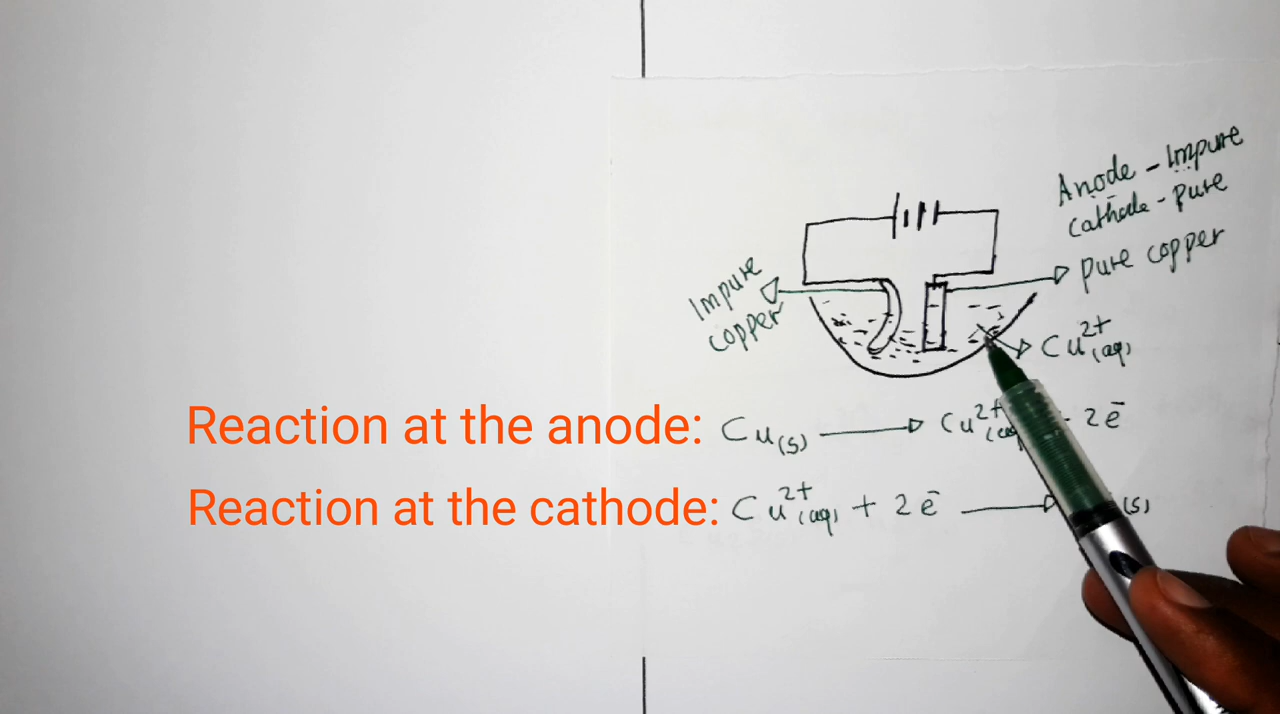 Anode - Impure
cathode - pure
pure copper
Impure
copper
Cu²⁺(aq)
Reaction at the anode: Cu(s) → Cu²⁺(aq) - 2e⁻
Reaction at the cathode: Cu²⁺(aq) + 2e⁻ → (s)